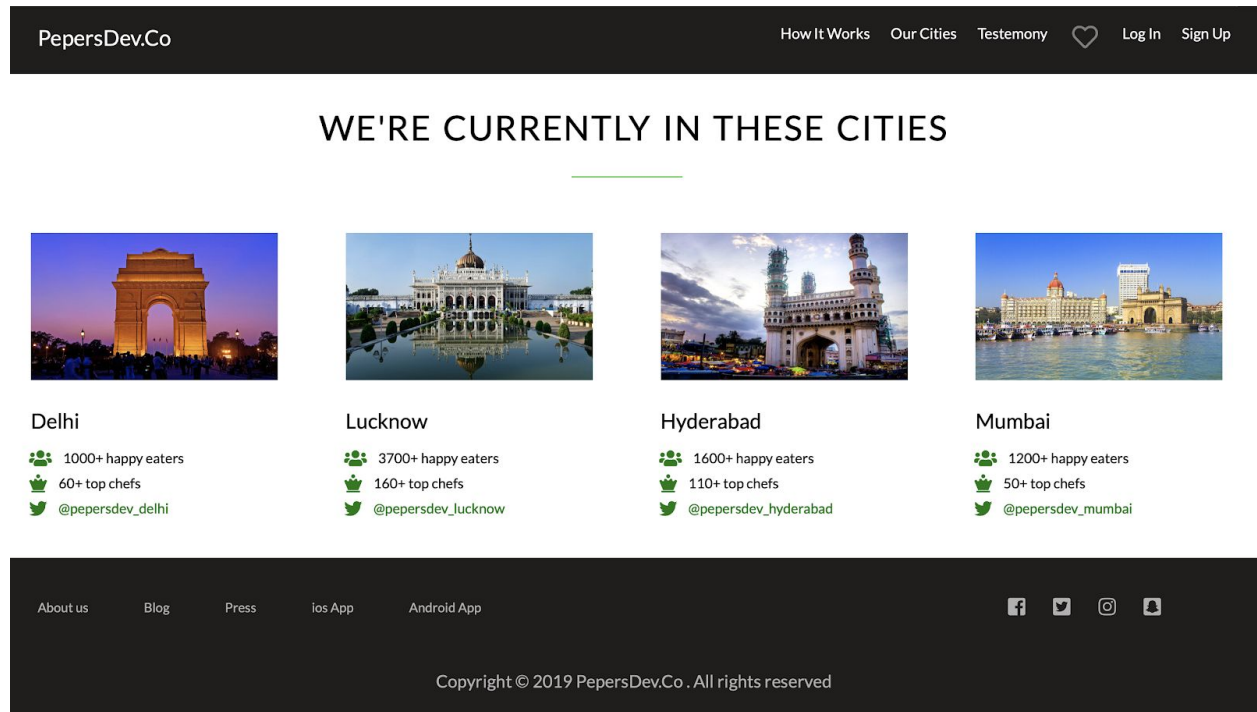 PepersDev.Co
How It Works Our Cities Testemony Log In Sign Up
WE'RE CURRENTLY IN THESE CITIES
Delhi
1000+ happy eaters
60+ top chefs
@pepersdev_delhi
Lucknow
3700+ happy eaters
160+ top chefs
@pepersdev_lucknow
Hyderabad
1600+ happy eaters
110+ top chefs
@pepersdev_hyderabad
Mumbai
1200+ happy eaters
50+ top chefs
@pepersdev_mumbai
About us Blog Press ios App Android App
Copyright © 2019 PepersDev.Co . All rights reserved